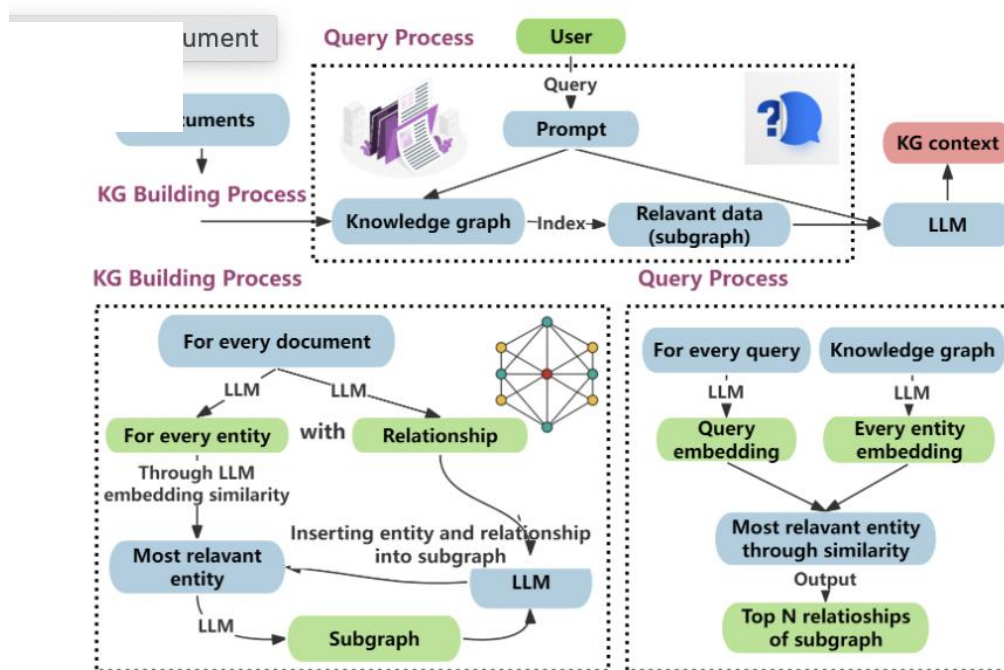 Query Process
User
Query
Prompt
KG context
KG Building Process
Knowledge graph
Index
Relavant data
(subgraph)
LLM
KG Building Process
Query Process
For every document
LLM
LLM
For every entity
with
Relationship
Through LLM
embedding similarity
Inserting entity and relationship
into subgraph
Most relavant
entity
LLM
LLM
Subgraph
For every query
Knowledge graph
LLM
LLM
Query
embedding
Every entity
embedding
Most relavant entity
through similarity
Output
Top N relatioships
of subgraph